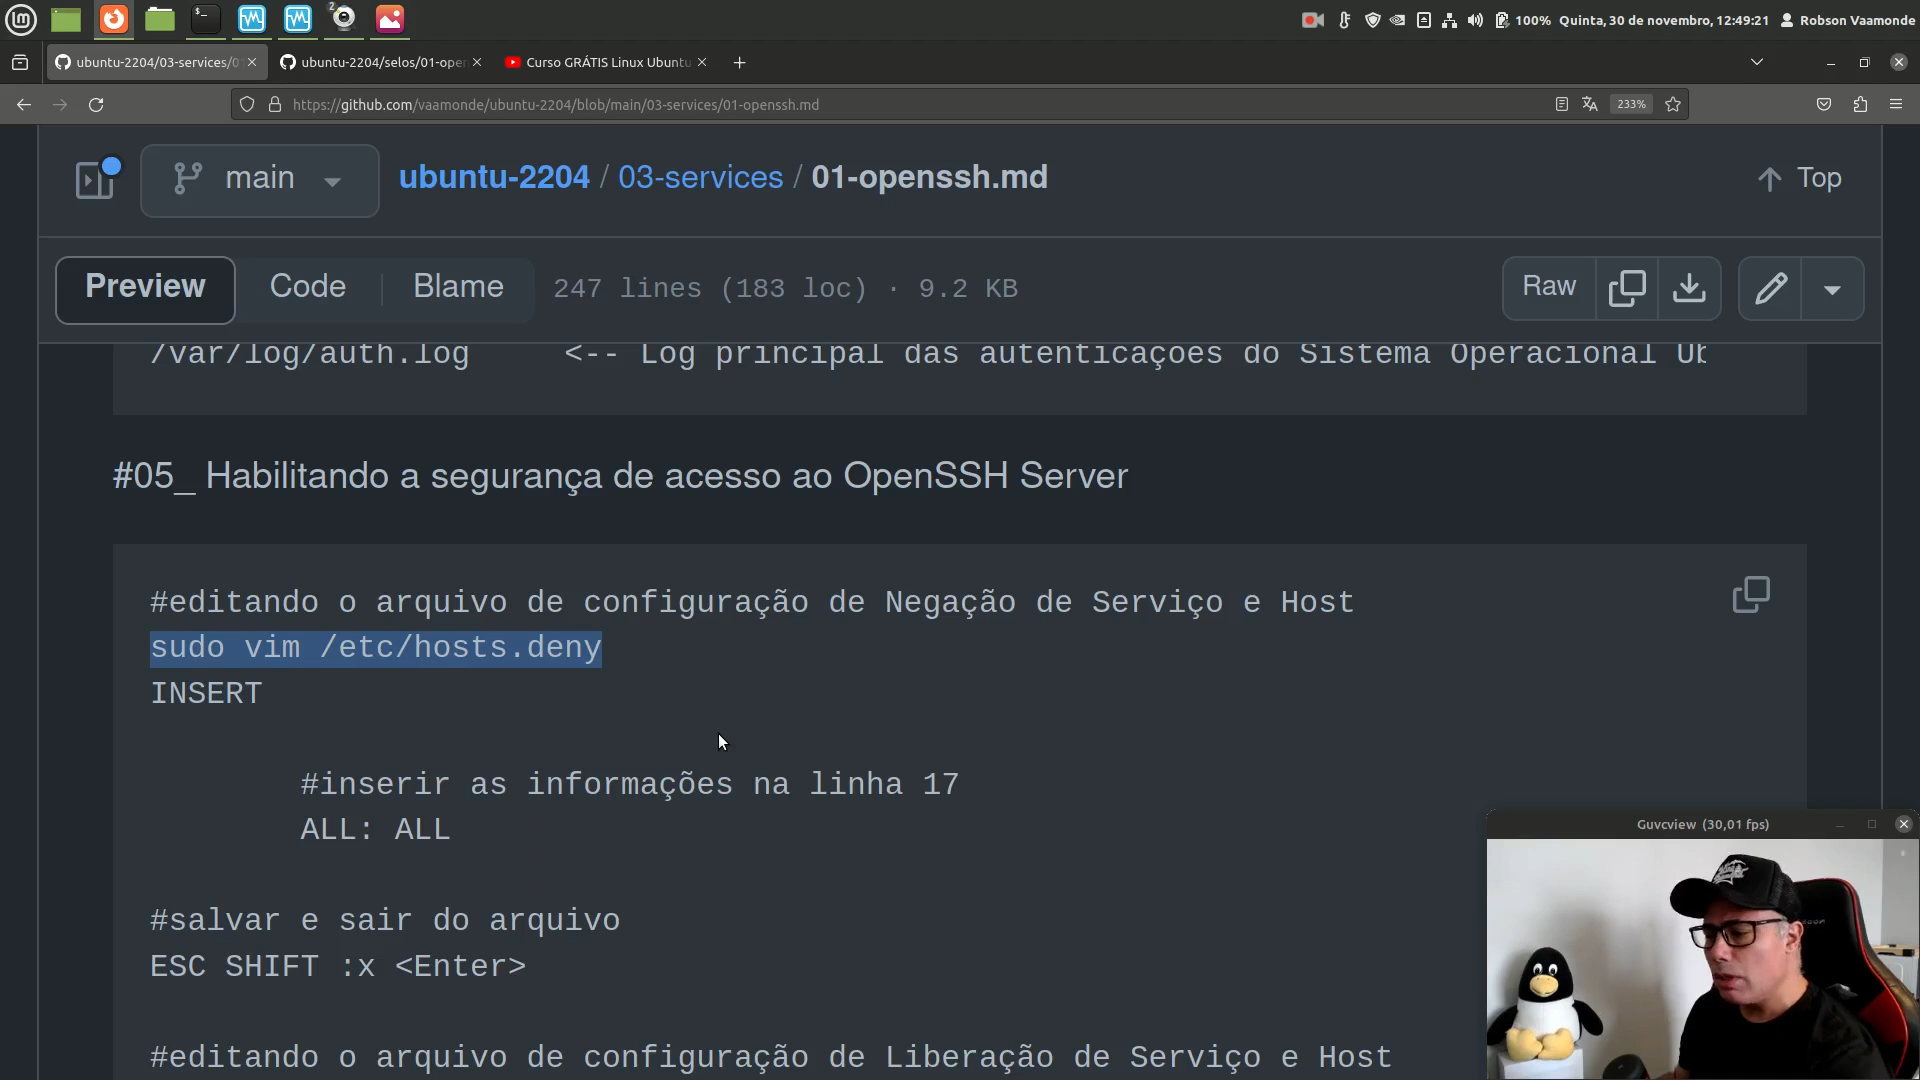 100% Quinta, 30 de novembro, 12:49:21 Robson Vaamonde
ubuntu-2204/03-services/0
ubuntu-2204/selos/01-open
Curso GRÁTIS Linux Ubuntu
https://github.com/vaamonde/ubuntu-2204/blob/main/03-services/01-openssh.md
233%
main
ubuntu-2204 / 03-services / 01-openssh.md
Top
Preview Code Blame 247 lines (183 loc) · 9.2 KB
Raw
/var/log/auth.log <-- Log principal das autenticações do Sistema Operacional Ub
#05_ Habilitando a segurança de acesso ao OpenSSH Server
#editando o arquivo de configuração de Negação de Serviço e Host
sudo vim /etc/hosts.deny
INSERT
#inserir as informações na linha 17
ALL: ALL
#salvar e sair do arquivo
ESC SHIFT :x <Enter>
#editando o arquivo de configuração de Liberação de Serviço e Host
Guvcview (30,01 fps)